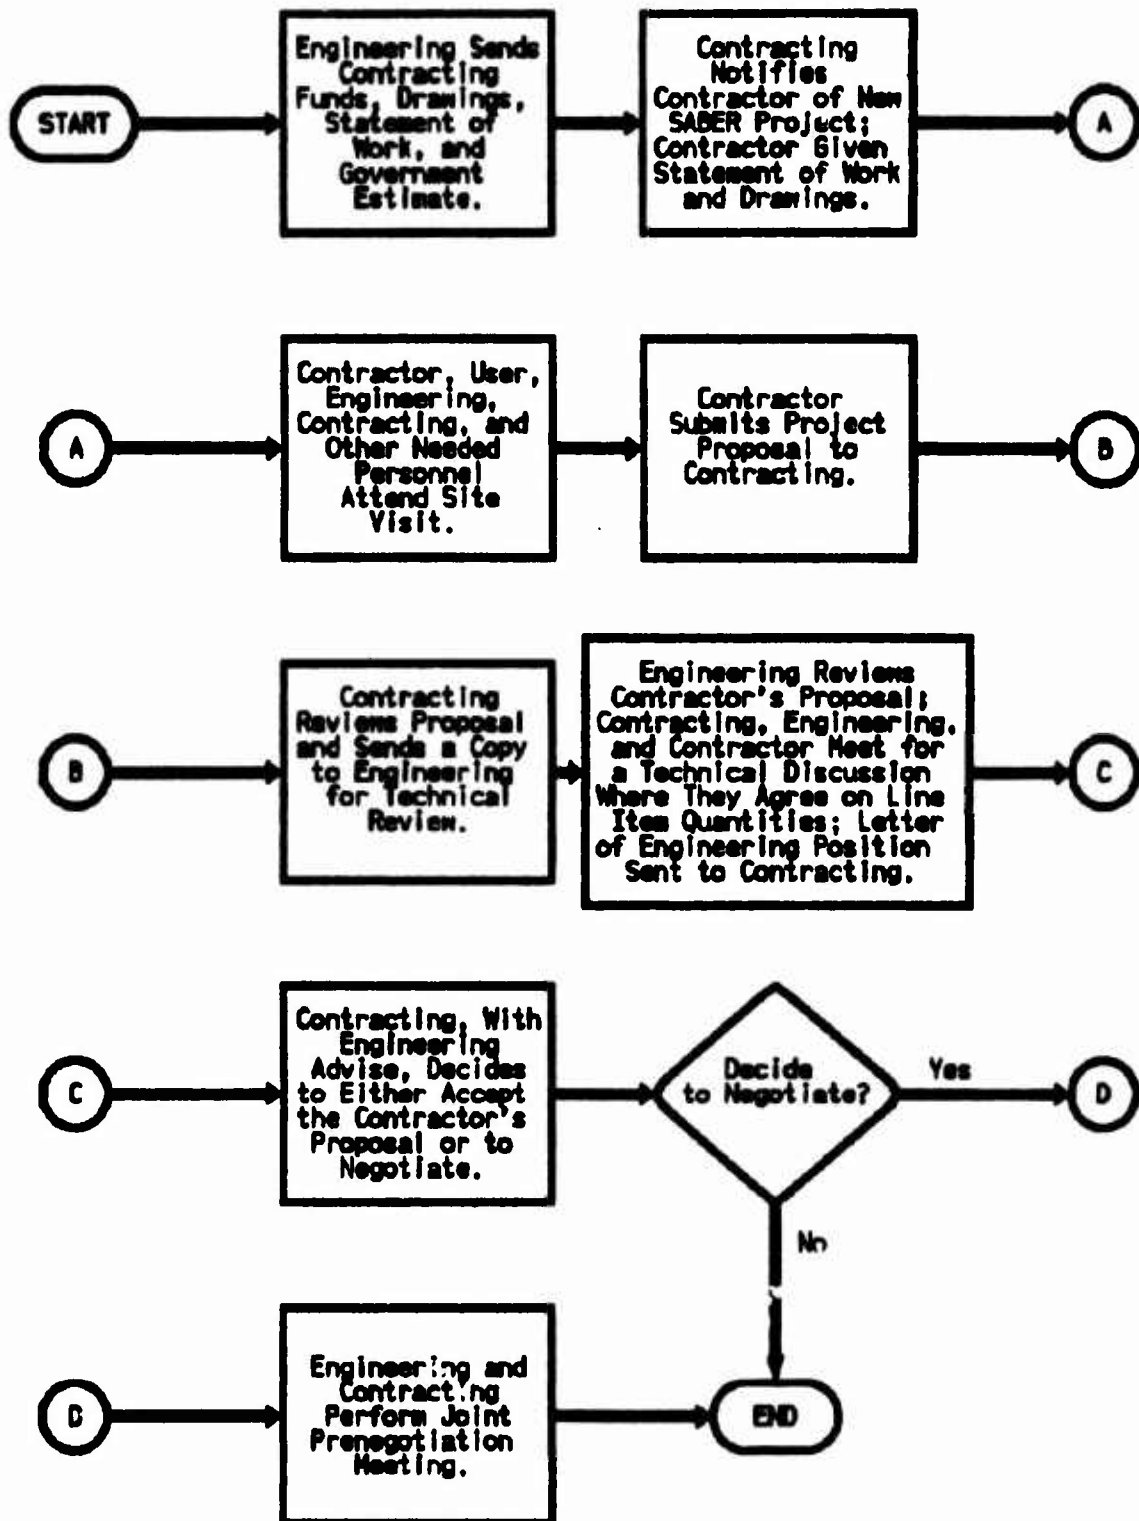 START
Engineering Sends
Contracting
Funds, Drawings,
Statement of
Work, and
Government
Estimate.
Contracting
Notifies
Contractor of New
SABER Project;
Contractor Given
Statement of Work
and Drawings.
A
A
Contractor, User,
Engineering,
Contracting, and
Other Needed
Personnel
Attend Site
Visit.
Contractor
Submits Project
Proposal to
Contracting.
B
B
Contracting
Reviews Proposal
and Sends a Copy
to Engineering
for Technical
Review.
Engineering Reviews
Contractor's Proposal;
Contracting, Engineering,
and Contractor Meet for
a Technical Discussion
Where They Agree on Line
Item Quantities; Letter
of Engineering Position
Sent to Contracting.
C
C
Contracting, With
Engineering
Advise, Decides
to Either Accept
the Contractor's
Proposal or to
Negotiate.
Decide
to Negotiate?
Yes
D
No
D
Engineering and
Contracting
Perform Joint
Prenegotiation
Meeting.
END